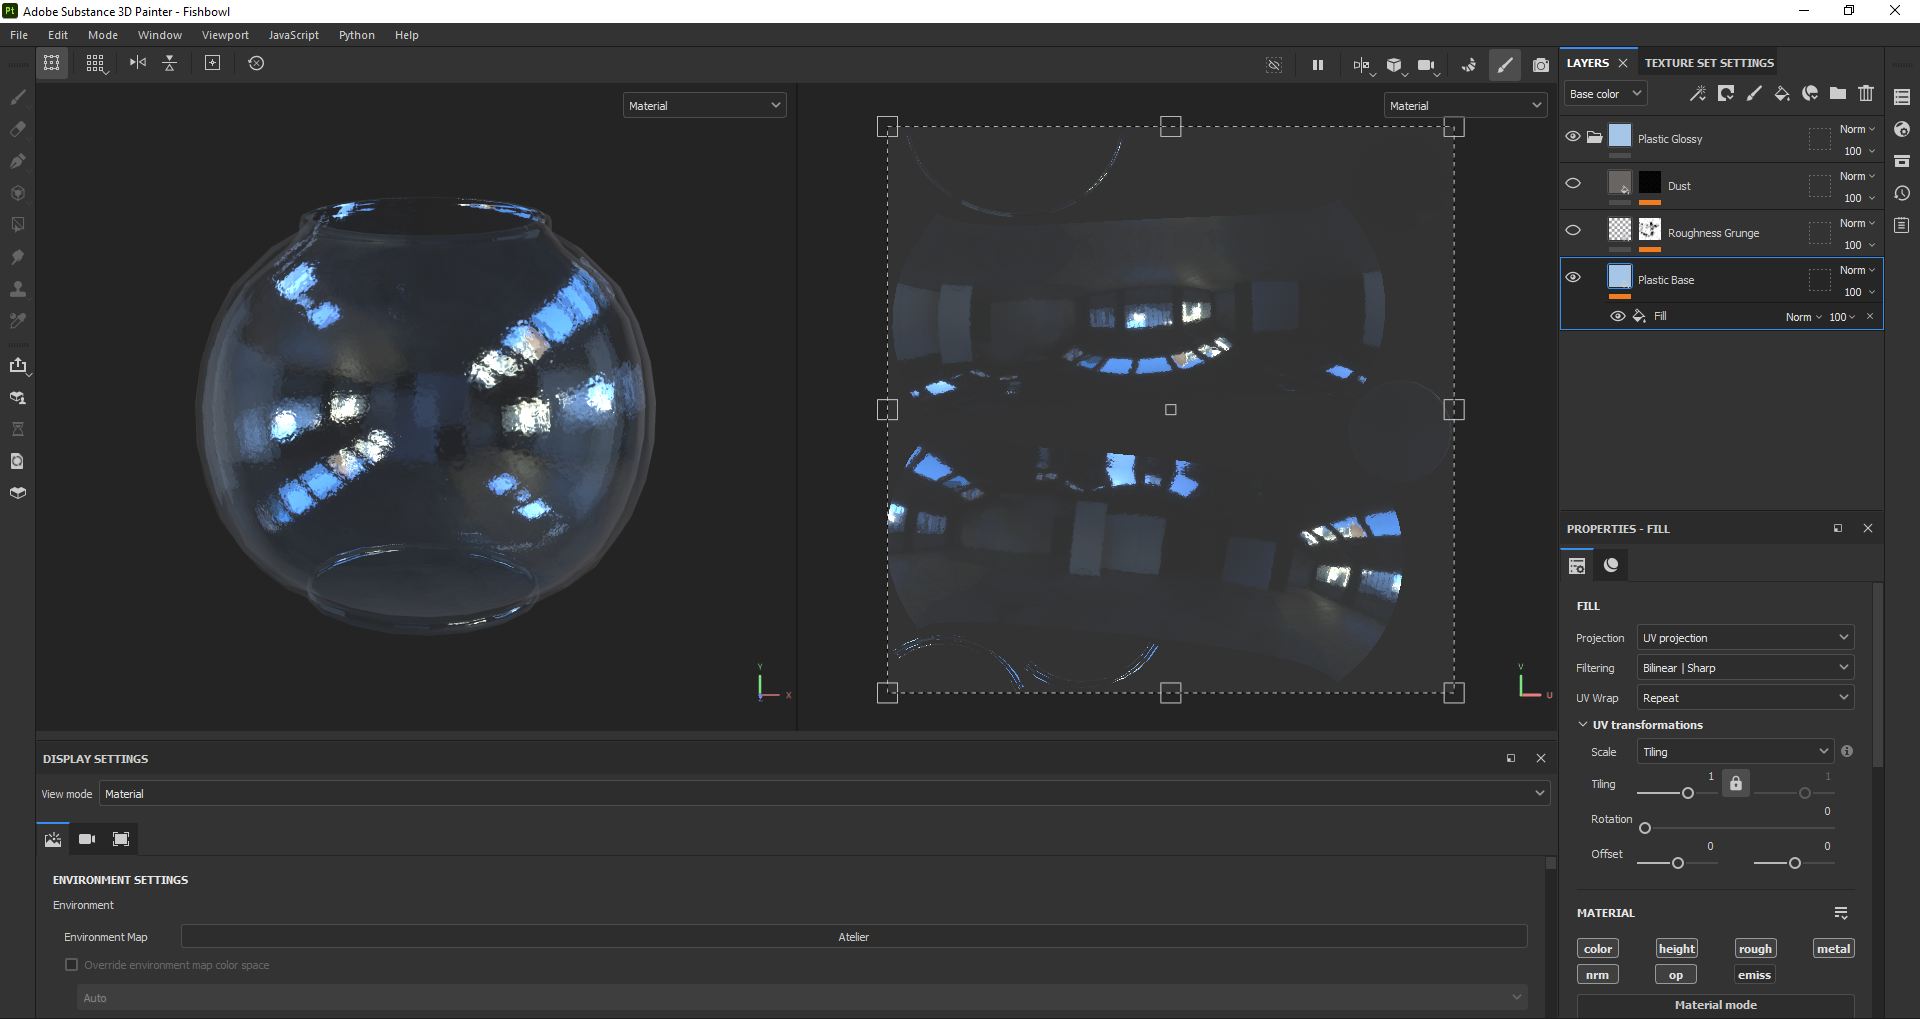 Pt Adobe Substance 3D Painter - Fishbowl
File Edit Mode Window Viewport JavaScript Python Help
Material
Material
Y
X
Z
V
U
LAYERS TEXTURE SET SETTINGS
Base color
Plastic Glossy Norm 100
Dust Norm 100
Roughness Grunge Norm 100
Plastic Base Norm 100
Fill Norm 100
PROPERTIES - FILL
FILL
Projection UV projection
Filtering Bilinear | Sharp
UV Wrap Repeat
UV transformations
Scale Tiling
Tiling 1 1
Rotation 0
Offset 0 0
MATERIAL
color height rough metal
nrm op emiss
Material mode
DISPLAY SETTINGS
View mode Material
ENVIRONMENT SETTINGS
Environment
Environment Map Atelier
Override environment map color space
Auto